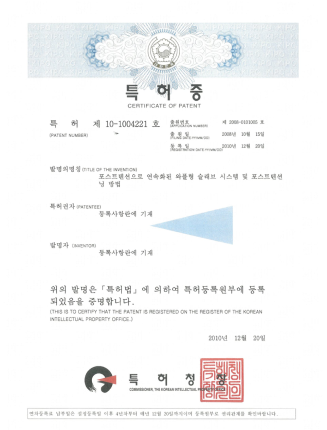 특허증
CERTIFICATE OF PATENT
특 허 제 10-1004221 호
(PATENT NUMBER)
출원번호 제 2008-0101005 호
(APPLICATION NUMBER)
출원일 2008년 10월 15일
(FILING DATE:YY/MM/DD)
등록일 2010년 12월 20일
(REGISTRATION DATE:YY/MM/DD)
발명의명칭 (TITLE OF THE INVENTION)
포스트텐션으로 연속화된 와플형 슬래브 시스템 및 포스트텐션
닝 방법
특허권자 (PATENTEE)
등록사항란에 기재
발명자 (INVENTOR)
등록사항란에 기재
위의 발명은「특허법」에 의하여 특허등록원부에 등록
되었음을 증명합니다.
(THIS IS TO CERTIFY THAT THE PATENT IS REGISTERED ON THE REGISTER OF THE KOREAN
INTELLECTUAL PROPERTY OFFICE.)
2010년 12월 20일
특허청장
COMMISSIONER, THE KOREAN INTELLECTUAL PROPERTY OFFICE
연차등록료 납부일은 설정등록일 이후 4년차부터 매년 12월 20일까지이며 등록원부로 권리관계를 확인바랍니다.